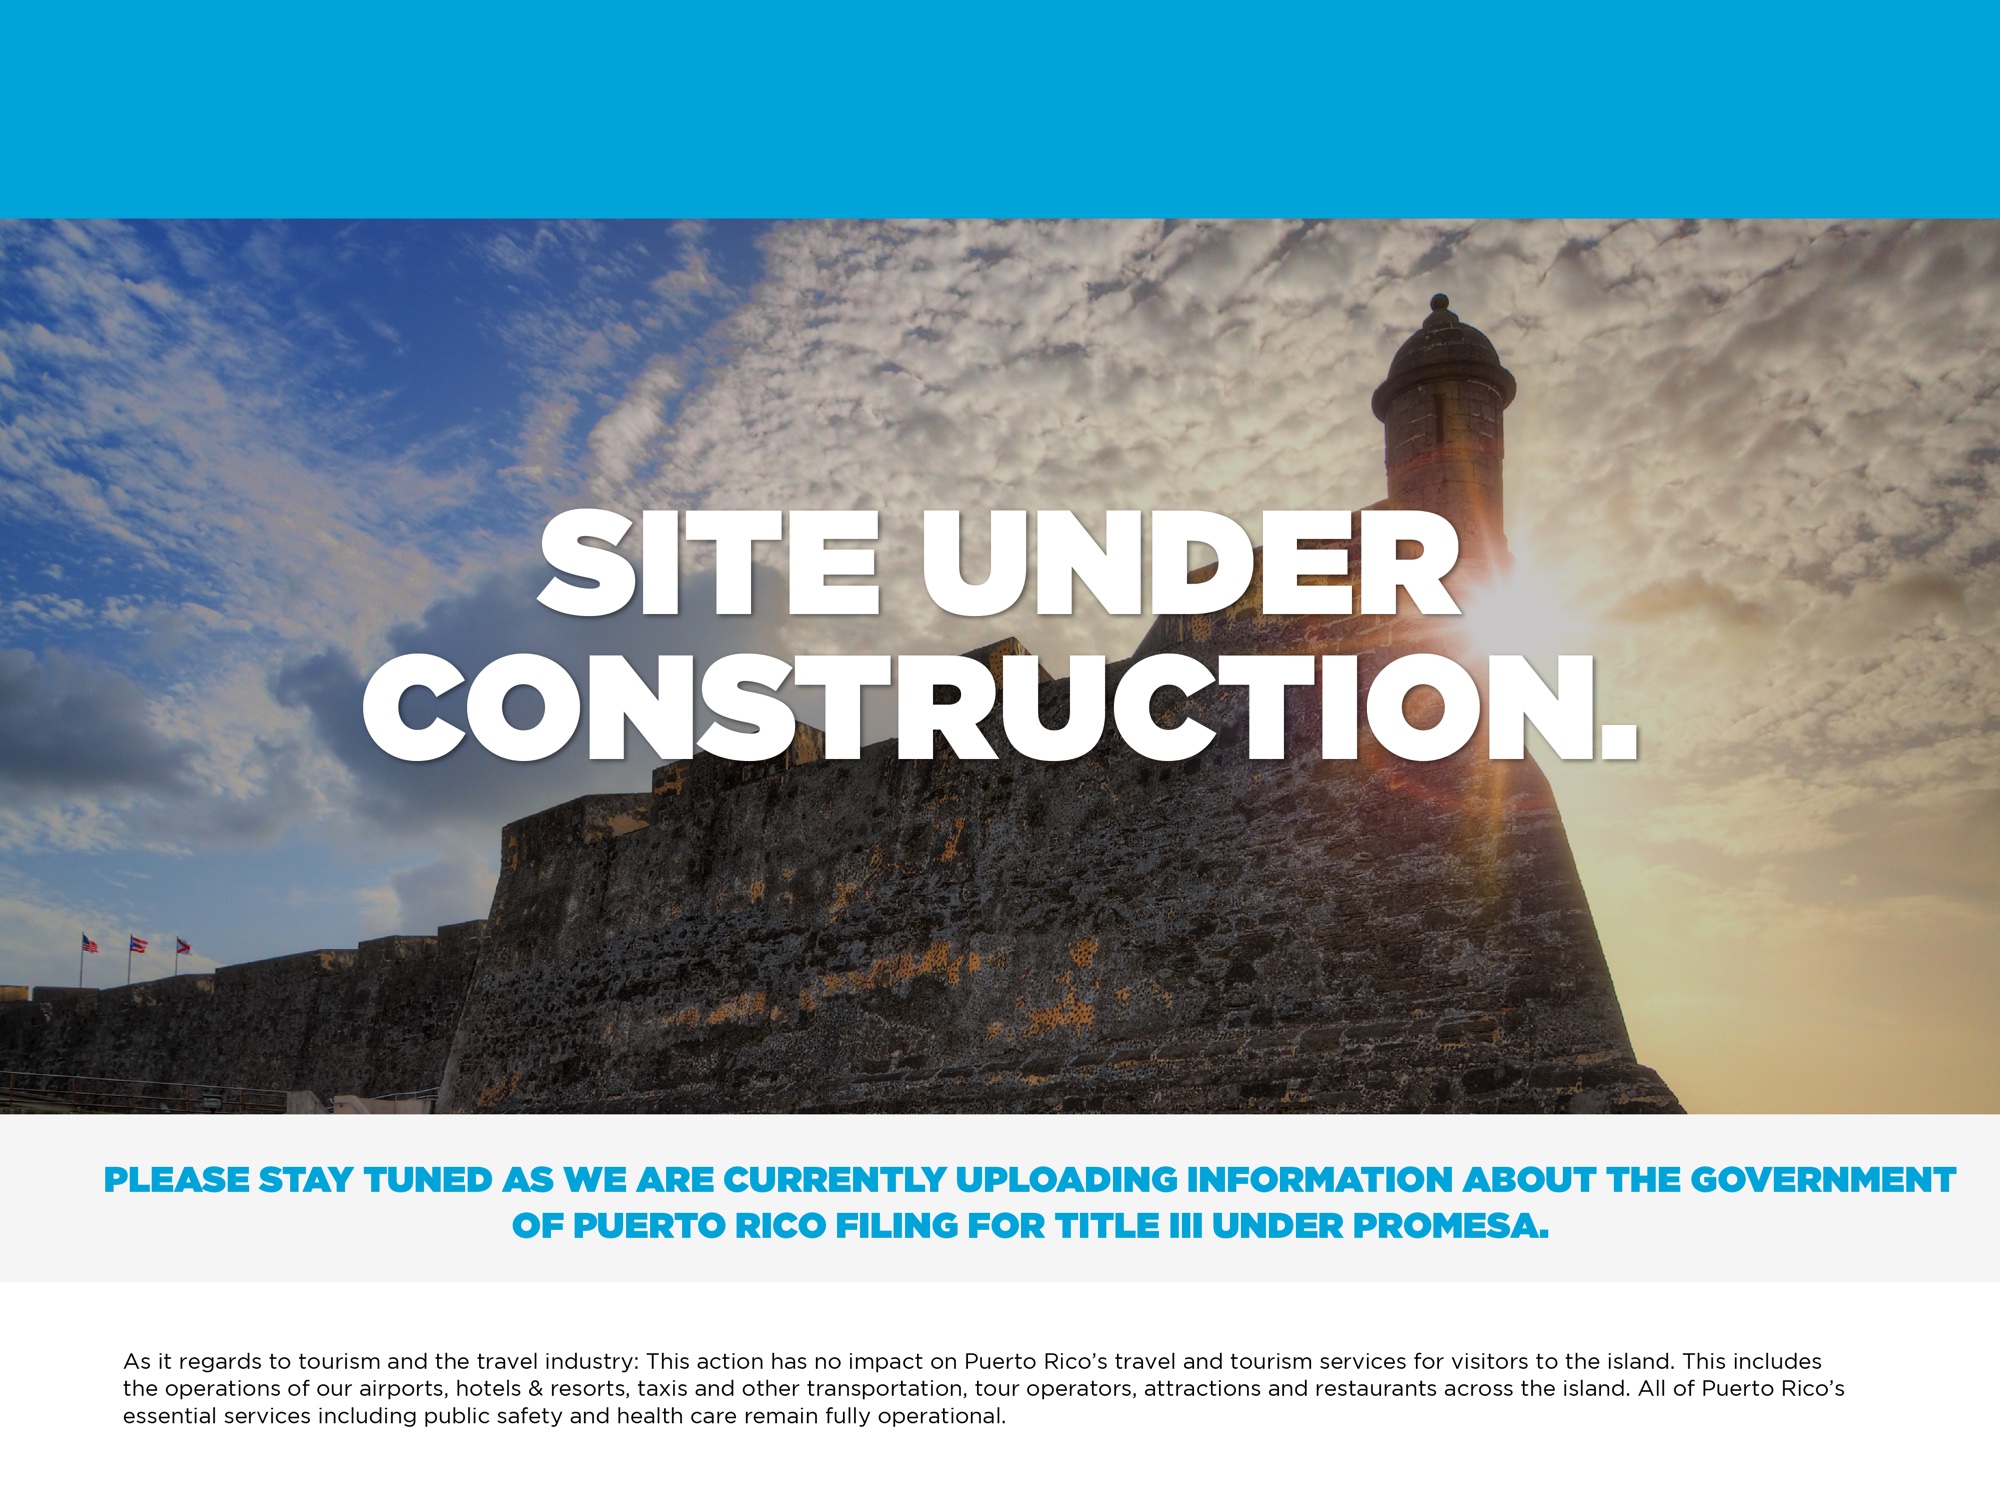 SITE UNDER
CONSTRUCTION.
PLEASE STAY TUNED AS WE ARE CURRENTLY UPLOADING INFORMATION ABOUT THE GOVERNMENT
OF PUERTO RICO FILING FOR TITLE III UNDER PROMESA.
As it regards to tourism and the travel industry: This action has no impact on Puerto Rico’s travel and tourism services for visitors to the island. This includes
the operations of our airports, hotels & resorts, taxis and other transportation, tour operators, attractions and restaurants across the island. All of Puerto Rico’s
essential services including public safety and health care remain fully operational.